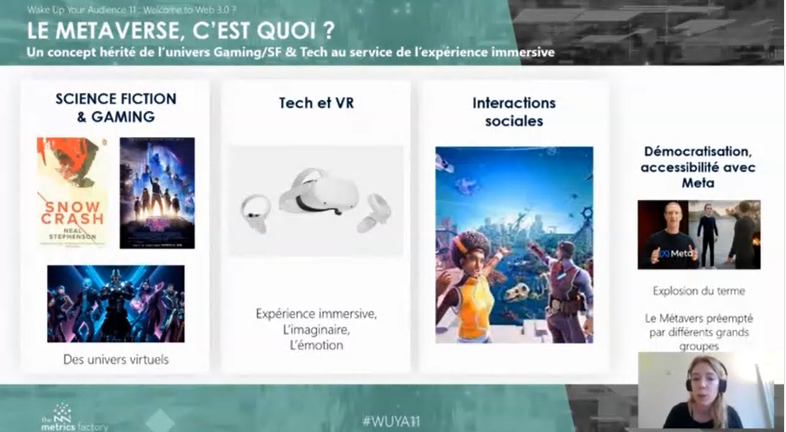 Wake Up Your Audience 11 : Welcome to Web 3.0 ?
LE METAVERSE, C'EST QUOI ?
Un concept hérité de l'univers Gaming/SF & Tech au service de l'expérience immersive
SCIENCE FICTION
& GAMING
SNOW
CRASH
NEAL
STEPHENSON
Des univers virtuels
Tech et VR
Expérience immersive,
L'imaginaire,
L'émotion
Interactions
sociales
Démocratisation,
accessibilité avec
Meta
Meta
Explosion du terme
Le Métavers préempté
par différents grands
groupes
the
metrics factory
#WUYA11